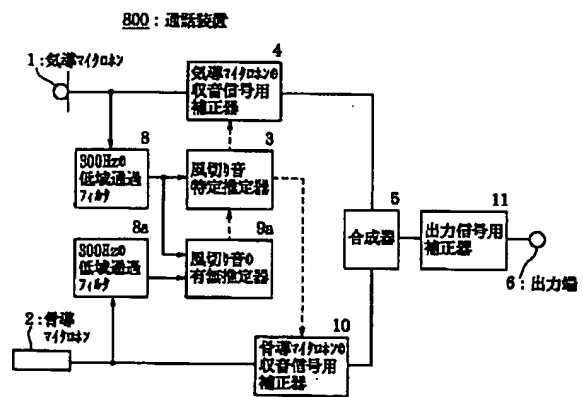 800：通話装置
1：気導マイクロホン
4
気導マイクロホンの
収音信号用
補正器
8
300Hzの
低域通過
フィルタ
3
風切り音
特定推定器
5
合成器
11
出力信号用
補正器
6：出力端
8a
300Hzの
低域通過
フィルタ
9a
風切り音の
有無推定器
2：骨導
マイクロホン
10
骨導マイクロホンの
収音信号用
補正器